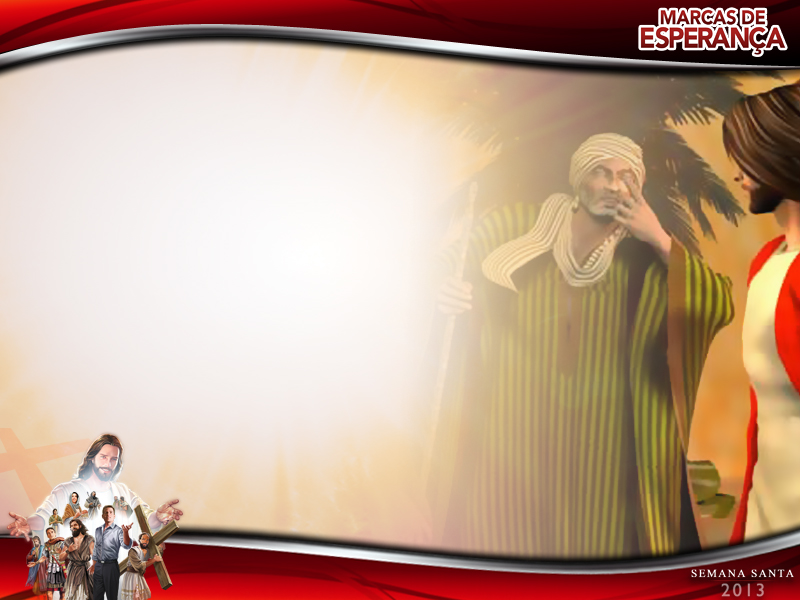 MARCAS DE
ESPERANÇA
SEMANA SANTA
2013